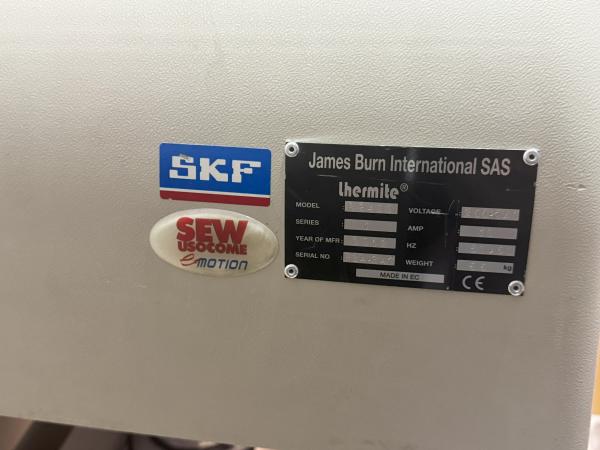 SKF
SEW
USOCOME
eMOTION
James Burn International SAS
Lhermite®
MODEL
VOLTAGE
SERIES
AMP
YEAR OF MFR
HZ
SERIAL NO
WEIGHT
kg
MADE IN EC
CE